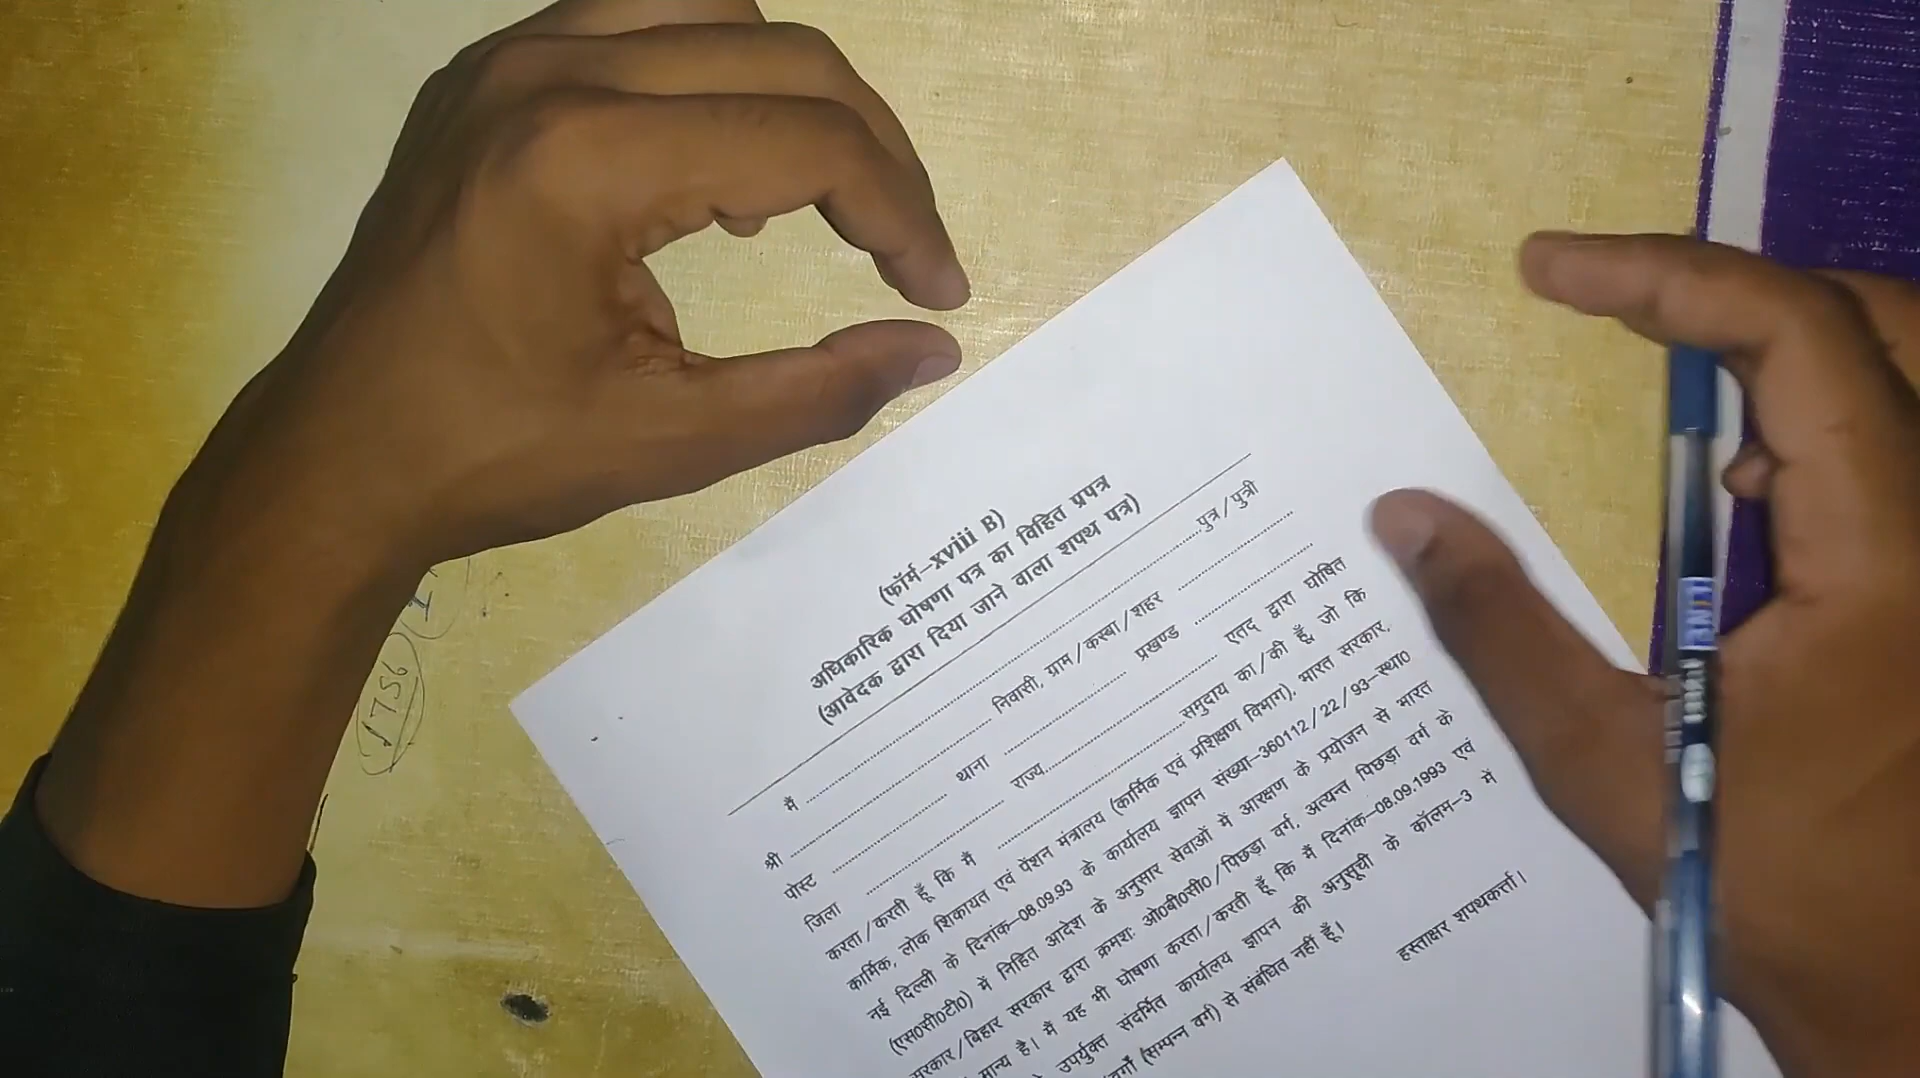 (फॉर्म–xviii B)
अधिकारिक घोषणा पत्र का विहित प्रपत्र
(आवेदक द्वारा दिया जाने वाला शपथ पत्र)
मैं ........................ पुत्र/पुत्री
श्री ........................ निवासी, ग्राम/कस्बा/शहर ........................
पोस्ट ........................ थाना ........................ प्रखण्ड ........................
जिला ........................ राज्य........................ एतद द्वारा घोषित
करता/करती हूँ कि मैं ........................समुदाय का/की हूँ, जो कि
कार्मिक, लोक शिकायत एवं पेंशन मंत्रालय (कार्मिक एवं प्रशिक्षण विभाग), भारत सरकार,
नई दिल्ली के दिनांक–08.09.93 के कार्यालय ज्ञापन संख्या–360112/22/93–स्था0
(एस0सी0टी0) में निहित आदेश के अनुसार सेवाओं में आरक्षण के प्रयोजन से भारत
सरकार/बिहार सरकार द्वारा क्रमशः ओ0बी0सी0/पिछड़ा वर्ग, अत्यन्त पिछड़ा वर्ग के
मान्य है। मैं यह भी घोषणा करता/करती हूँ कि मैं दिनांक–08.09.1993 एवं
उपर्युक्त संदर्भित कार्यालय ज्ञापन की अनुसूची के कॉलम–3 में
वर्गों (सम्पन्न वर्ग) से संबंधित नहीं हूँ।
हस्ताक्षर शपथकर्त्ता।
1756